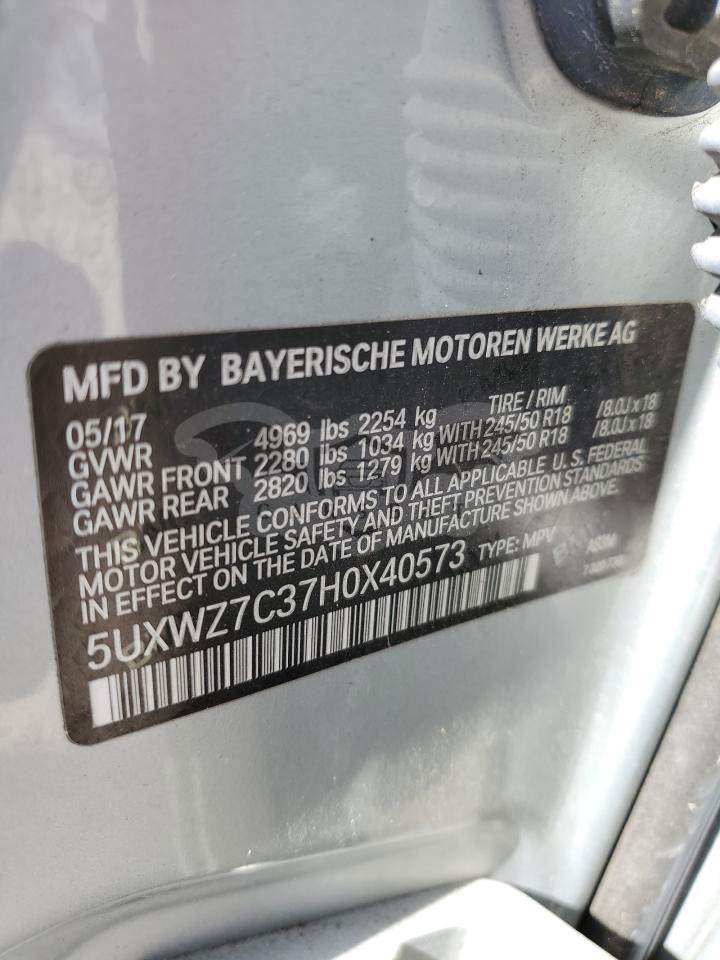 MFD BY BAYERISCHE MOTOREN WERKE AG
05/17 TIRE / RIM
GVWR 4969 lbs 2254 kg
GAWR FRONT 2280 lbs 1034 kg WITH 245/50 R18 /8.0J x 18
GAWR REAR 2820 lbs 1279 kg WITH 245/50 R18 /8.0J x 18
THIS VEHICLE CONFORMS TO ALL APPLICABLE U.S. FEDERAL
MOTOR VEHICLE SAFETY AND THEFT PREVENTION STANDARDS
IN EFFECT ON THE DATE OF MANUFACTURE SHOWN ABOVE.
5UXWZ7C37H0X40573 TYPE: MPV